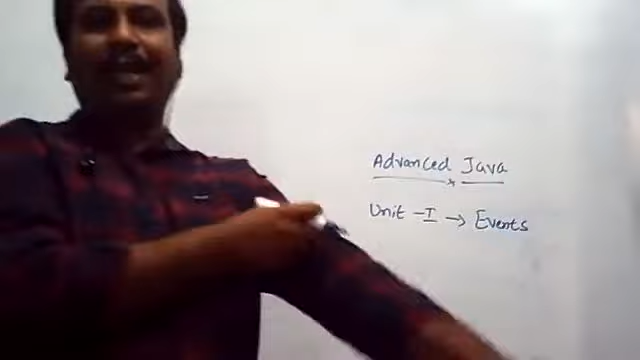 Advanced Java
Unit - I → Events